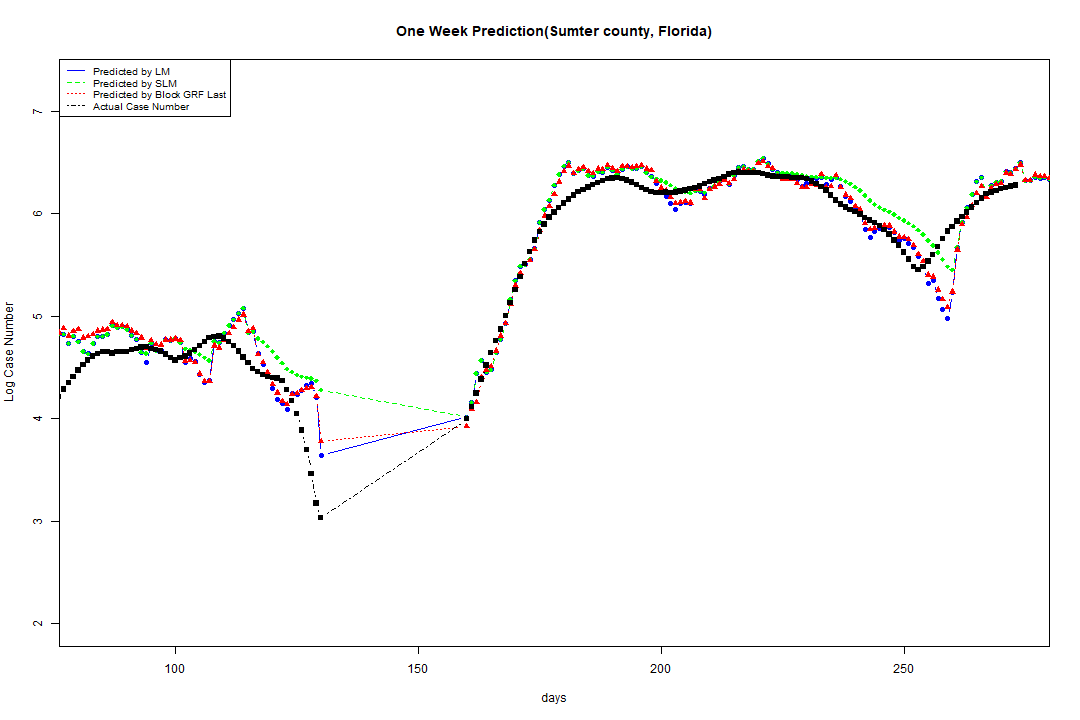 One Week Prediction(Sumter county, Florida)
Predicted by LM
Predicted by SLM
Predicted by Block GRF Last
Actual Case Number
7
6
5
4
3
2
Log Case Number
100 150 200 250
days